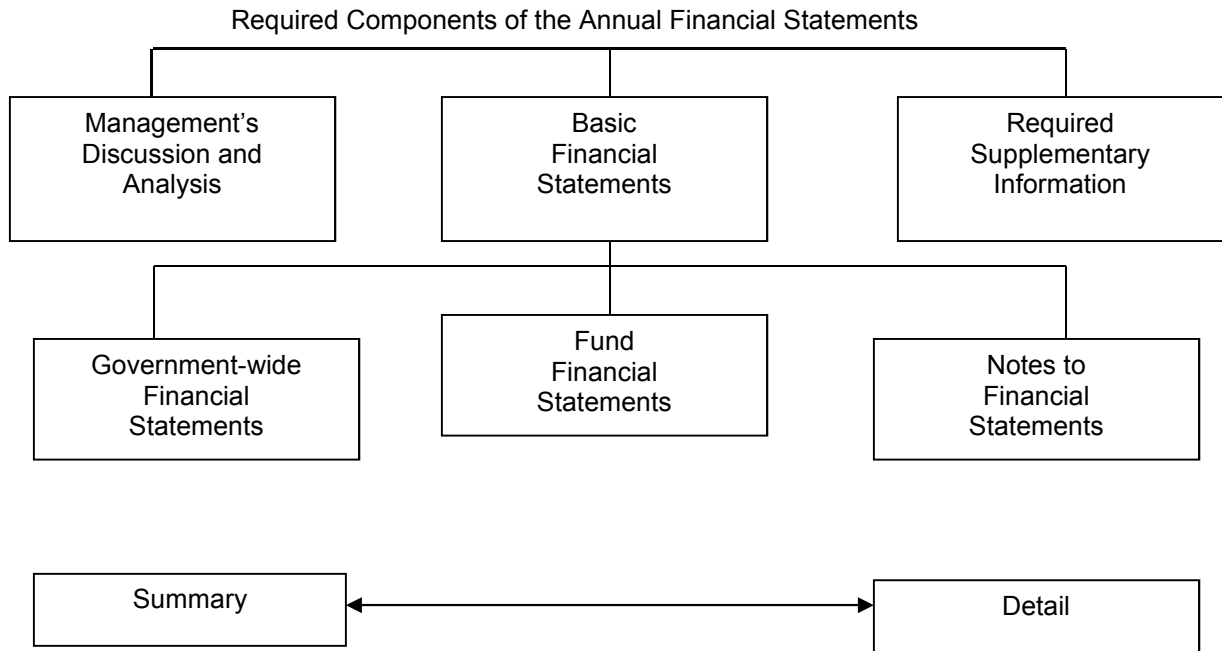 Required Components of the Annual Financial Statements
Management's
Discussion and
Analysis
Basic
Financial
Statements
Required
Supplementary
Information
Government-wide
Financial
Statements
Fund
Financial
Statements
Notes to
Financial
Statements
Summary
Detail